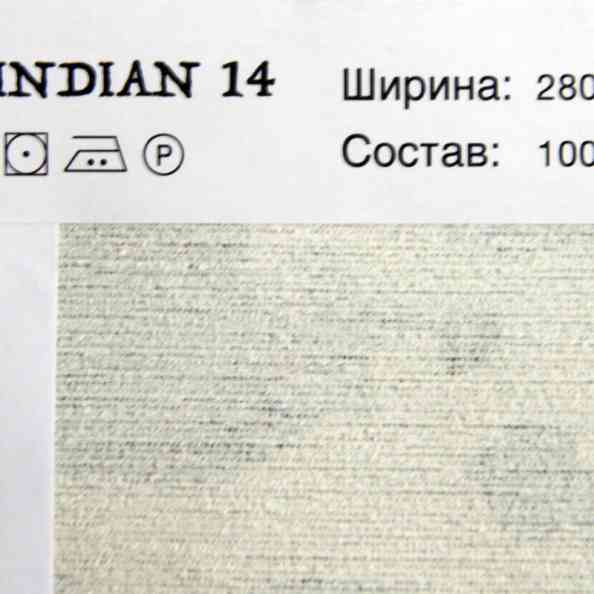 INDIAN 14
Ширина: 280
Состав: 100
P